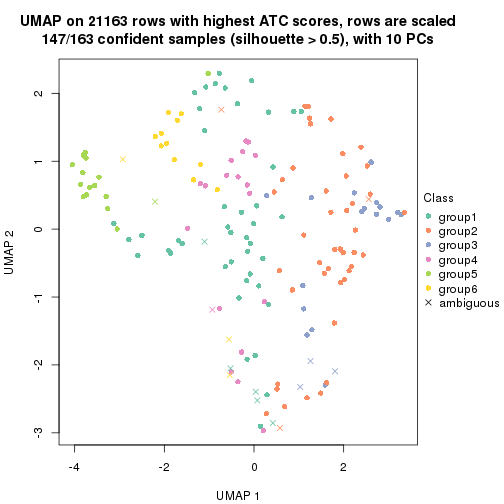 UMAP on 21163 rows with highest ATC scores, rows are scaled
147/163 confident samples (silhouette > 0.5), with 10 PCs
2
1
0
-1
-2
-3
UMAP 2
-4
-2
0
2
UMAP 1
Class
group1
group2
group3
group4
group5
group6
ambiguous